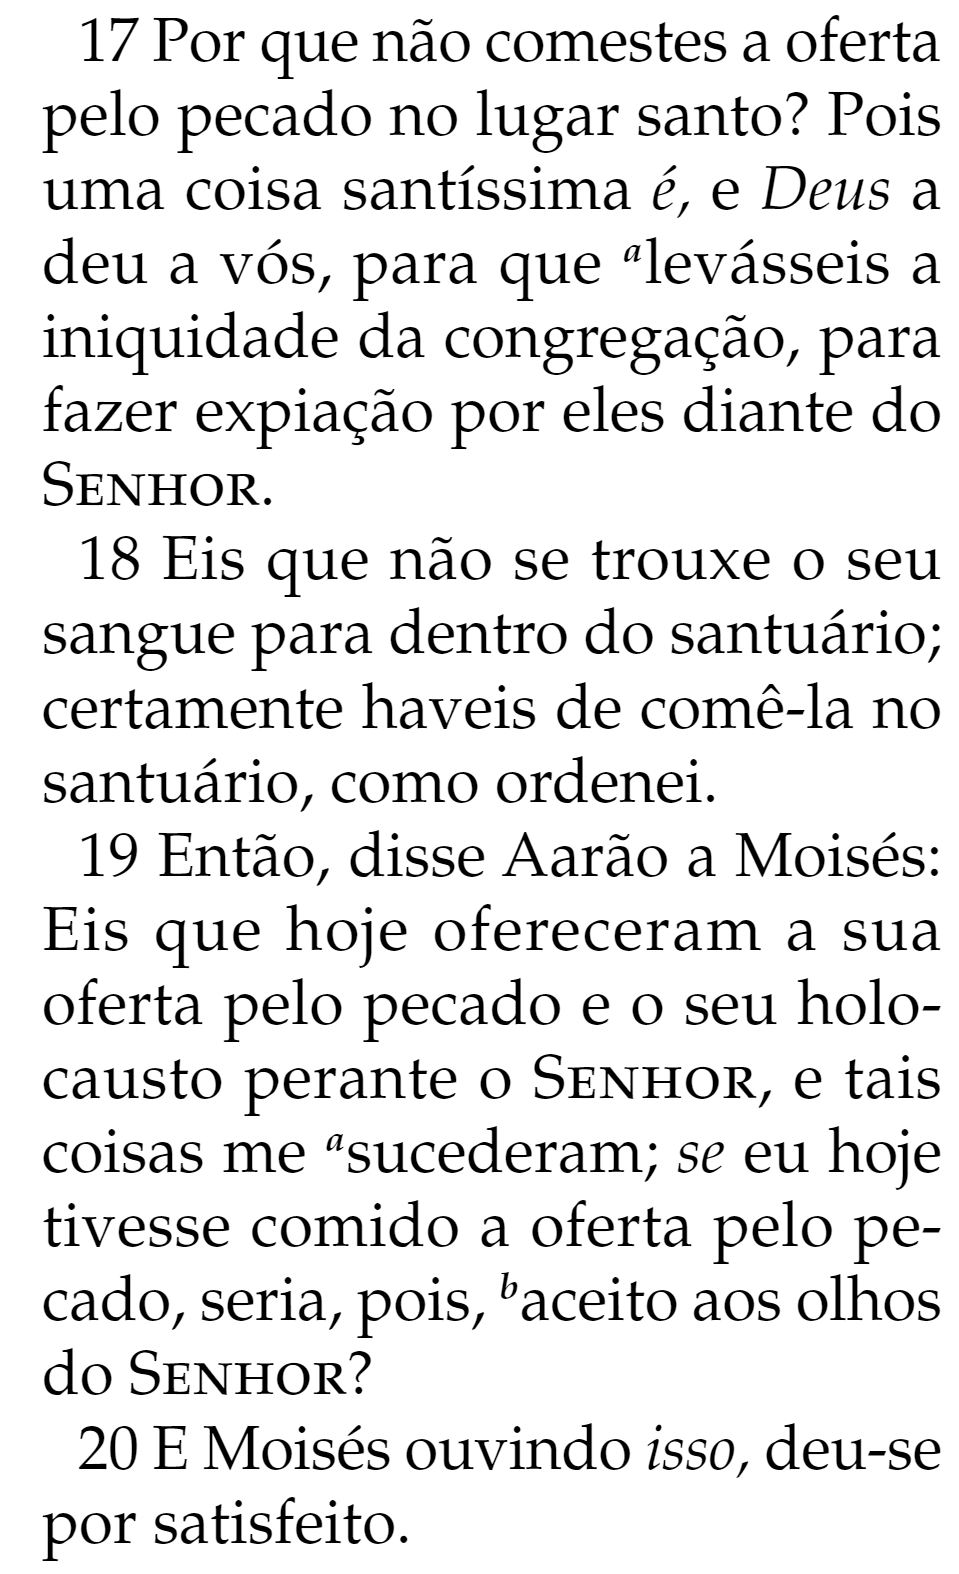 17 Por que não comestes a oferta
pelo pecado no lugar santo? Pois
uma coisa santíssima é, e Deus a
deu a vós, para que ᵃlevásseis a
iniquidade da congregação, para
fazer expiação por eles diante do
SENHOR.
18 Eis que não se trouxe o seu
sangue para dentro do santuário;
certamente haveis de comê-la no
santuário, como ordenei.
19 Então, disse Aarão a Moisés:
Eis que hoje ofereceram a sua
oferta pelo pecado e o seu holo-
causto perante o SENHOR, e tais
coisas me ᵃsucederam; se eu hoje
tivesse comido a oferta pelo pe-
cado, seria, pois, ᵇaceito aos olhos
do SENHOR?
20 E Moisés ouvindo isso, deu-se
por satisfeito.